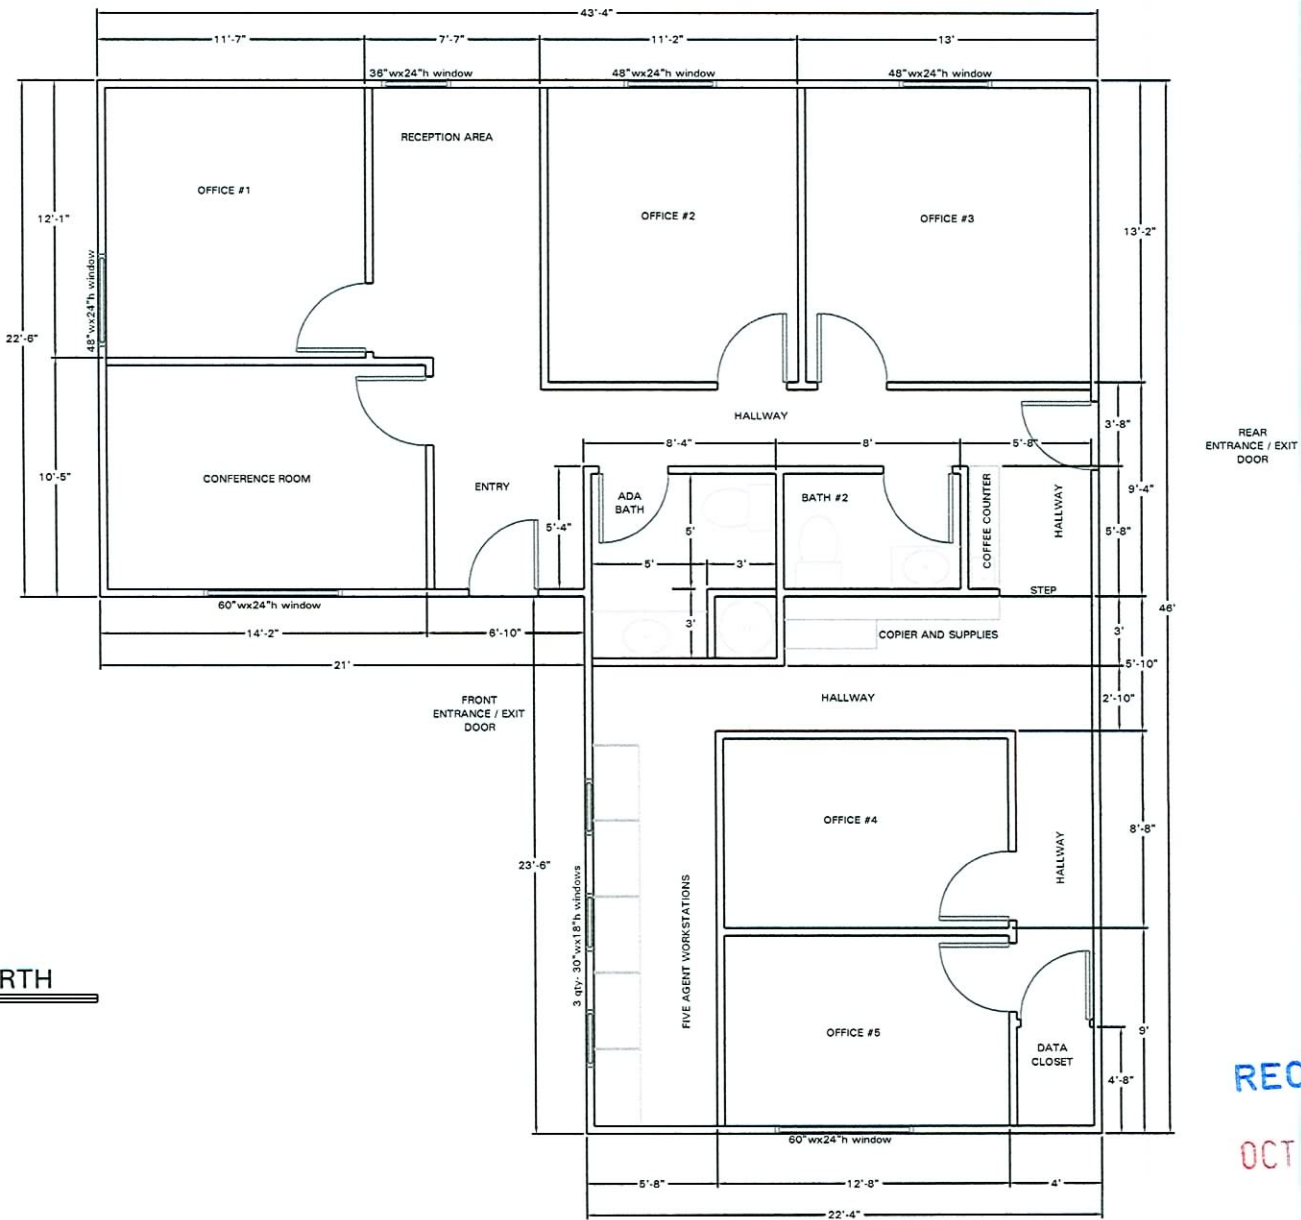 43'-4"
11'-7" 7'-7" 11'-2" 13'
36"wx24"h window 48"wx24"h window 48"wx24"h window
RECEPTION AREA
OFFICE #1
OFFICE #2
OFFICE #3
12'-1"
13'-2"
48"wx24"h window
22'-6"
HALLWAY
3'-8"
REAR
ENTRANCE / EXIT
DOOR
8'-4" 8' 5'-8"
10'-5"
CONFERENCE ROOM
ENTRY
ADA
BATH
BATH #2
COFFEE COUNTER
HALLWAY
9'-4"
5'-4"
5'
5'-8"
5' 3'
STEP
60"wx24"h window
46'
14'-2" 6'-10"
3'
COPIER AND SUPPLIES
3'
21'
5'-10"
FRONT
ENTRANCE / EXIT
DOOR
HALLWAY
2'-10"
OFFICE #4
8'-8"
HALLWAY
23'-6"
3 qty- 30"wx18"h windows
FIVE AGENT WORKSTATIONS
RTH
OFFICE #5
9'
DATA
CLOSET
4'-8"
REC
60"wx24"h window
OCT
5'-8" 12'-8" 4'
22'-4"